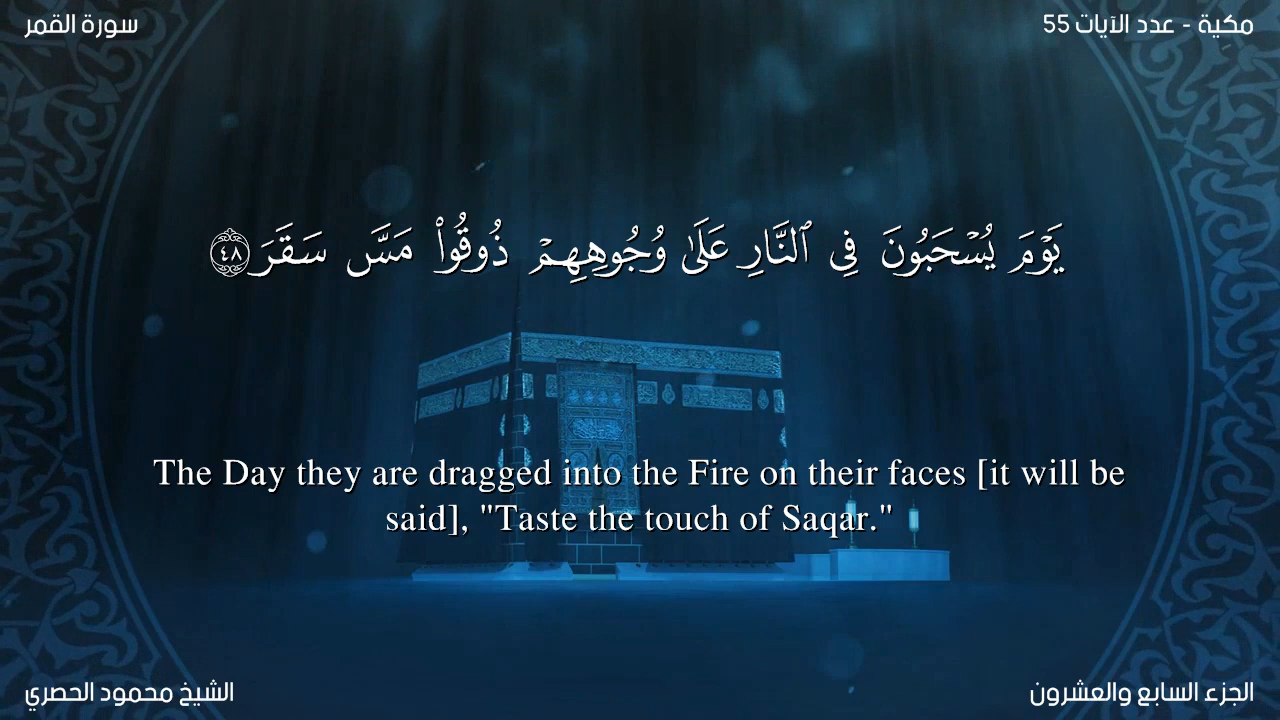 سورة القمر
مكية - عدد الآيات 55
يَوْمَ يُسْحَبُونَ فِى ٱلنَّارِ عَلَىٰ وُجُوهِهِمْ ذُوقُوا۟ مَسَّ سَقَرَ ٤٨
The Day they are dragged into the Fire on their faces [it will be
said], "Taste the touch of Saqar."
الشيخ محمود الحصري
الجزء السابع والعشرون